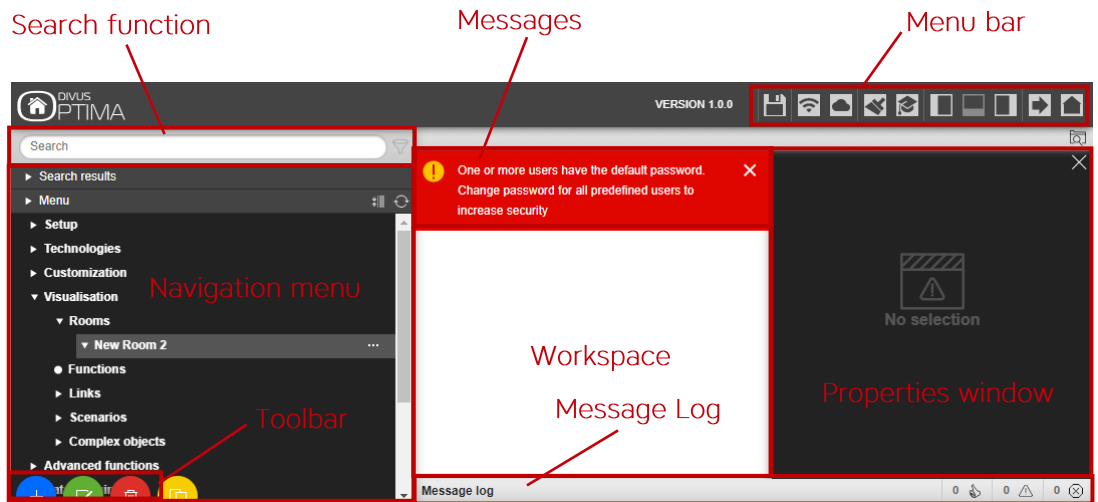 Search function
Messages
Menu bar
DIVUS
OPTIMA
VERSION 1.0.0
Search
Search results
Menu
Setup
Technologies
Customization
Visualisation
Rooms
New Room 2
...
Functions
Links
Scenarios
Complex objects
Advanced functions
Navigation menu
Toolbar
One or more users have the default password.
Change password for all predefined users to
increase security
Workspace
Message Log
No selection
Properties window
Message log
0
0
0